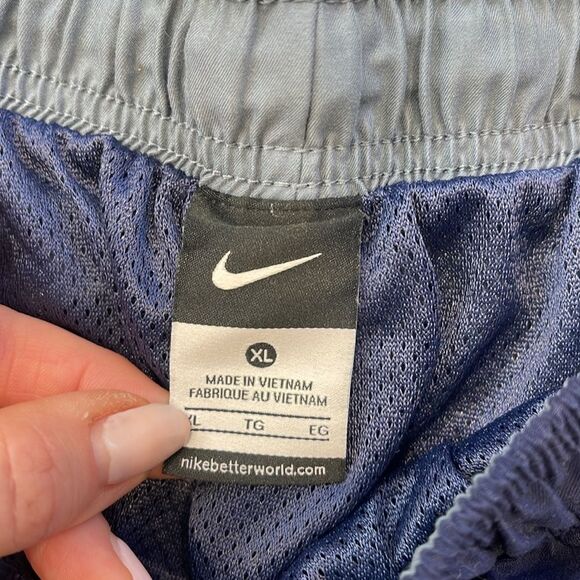 XL
MADE IN VIETNAM
FABRIQUE AU VIETNAM
TG EG
nikebetterworld.com